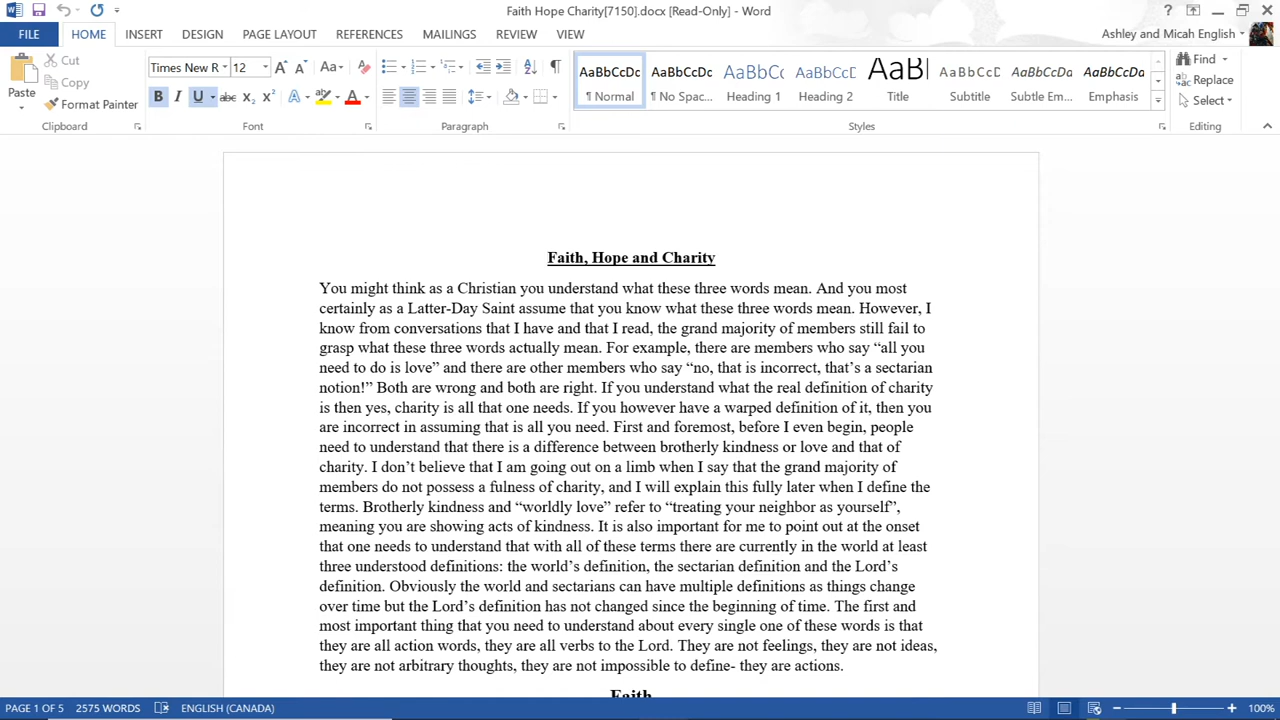 Faith Hope Charity[7150].docx [Read-Only] - Word
FILE HOME INSERT DESIGN PAGE LAYOUT REFERENCES MAILINGS REVIEW VIEW
Ashley and Micah English
Paste
Cut
Copy
Format Painter
Clipboard
Times New R 12
Font
Paragraph
AaBbCcDc AaBbCcDc AaBbCc AaBbCcD AaBb AaBbCcD AaBbCcDc AaBbCcDc
¶ Normal ¶ No Spac... Heading 1 Heading 2 Title Subtitle Subtle Em... Emphasis
Styles
Find
Replace
Select
Editing
Faith, Hope and Charity
You might think as a Christian you understand what these three words mean. And you most
certainly as a Latter-Day Saint assume that you know what these three words mean. However, I
know from conversations that I have and that I read, the grand majority of members still fail to
grasp what these three words actually mean. For example, there are members who say “all you
need to do is love” and there are other members who say “no, that is incorrect, that’s a sectarian
notion!” Both are wrong and both are right. If you understand what the real definition of charity
is then yes, charity is all that one needs. If you however have a warped definition of it, then you
are incorrect in assuming that is all you need. First and foremost, before I even begin, people
need to understand that there is a difference between brotherly kindness or love and that of
charity. I don’t believe that I am going out on a limb when I say that the grand majority of
members do not possess a fulness of charity, and I will explain this fully later when I define the
terms. Brotherly kindness and “worldly love” refer to “treating your neighbor as yourself”,
meaning you are showing acts of kindness. It is also important for me to point out at the onset
that one needs to understand that with all of these terms there are currently in the world at least
three understood definitions: the world’s definition, the sectarian definition and the Lord’s
definition. Obviously the world and sectarians can have multiple definitions as things change
over time but the Lord’s definition has not changed since the beginning of time. The first and
most important thing that you need to understand about every single one of these words is that
they are all action words, they are all verbs to the Lord. They are not feelings, they are not ideas,
they are not arbitrary thoughts, they are not impossible to define- they are actions.
Faith
PAGE 1 OF 5 2575 WORDS ENGLISH (CANADA) 100%